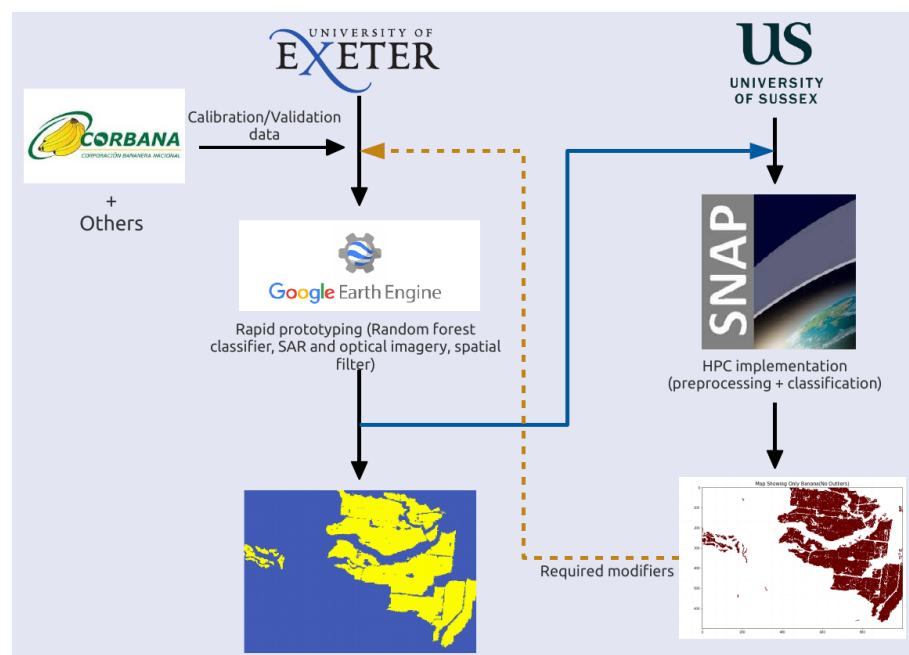 UNIVERSITY OF
EXETER
US
UNIVERSITY
OF SUSSEX
CORBANA
CORPORACIÓN BANANERA NACIONAL
Calibration/Validation
data
+
Others
SNAP
Google Earth Engine
Rapid prototyping (Random forest
classifier, SAR and optical imagery, spatial
filter)
HPC implementation
(preprocessing + classification)
Map Showing Only Banana(No Outliers)
Required modifiers